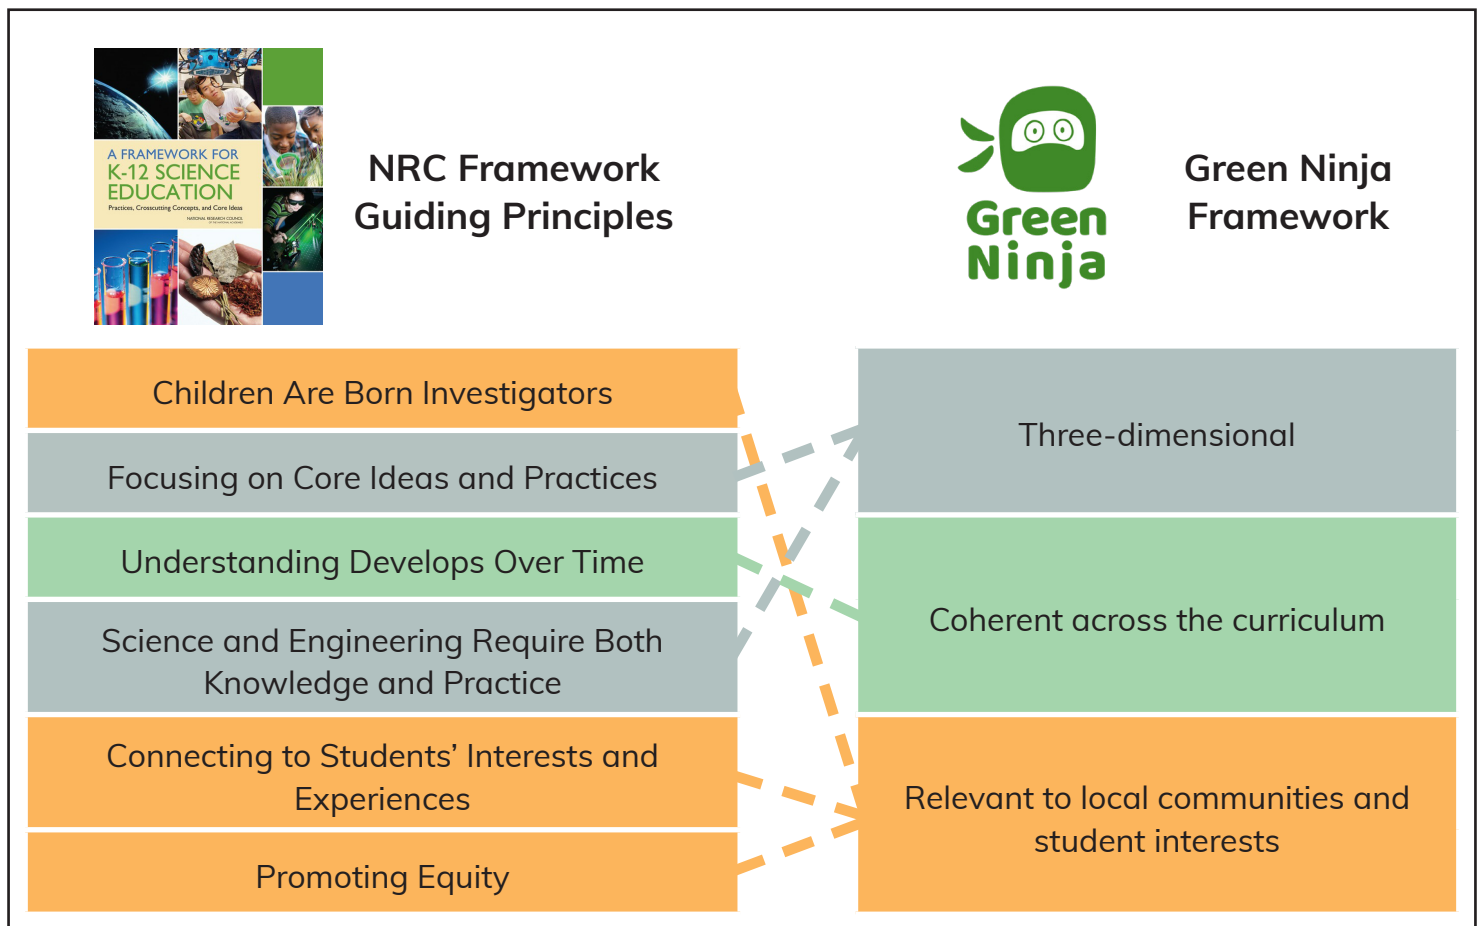 A FRAMEWORK FOR
K-12 SCIENCE
EDUCATION
Practices, Crosscutting Concepts, and Core Ideas
NATIONAL RESEARCH COUNCIL
NRC Framework
Guiding Principles
Green
Ninja
Green Ninja
Framework
Children Are Born Investigators
Focusing on Core Ideas and Practices
Understanding Develops Over Time
Science and Engineering Require Both
Knowledge and Practice
Connecting to Students’ Interests and
Experiences
Promoting Equity
Three-dimensional
Coherent across the curriculum
Relevant to local communities and
student interests